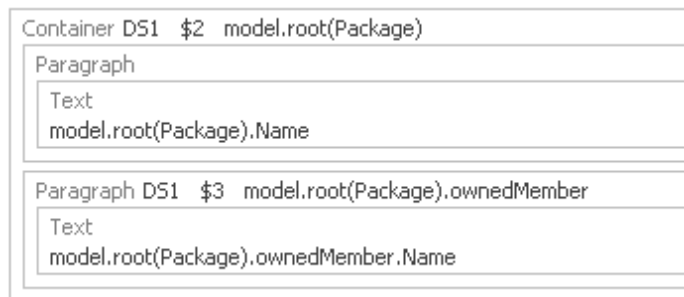 Container DS1 $2 model.root(Package)
Paragraph
Text
model.root(Package).Name
Paragraph DS1 $3 model.root(Package).ownedMember
Text
model.root(Package).ownedMember.Name